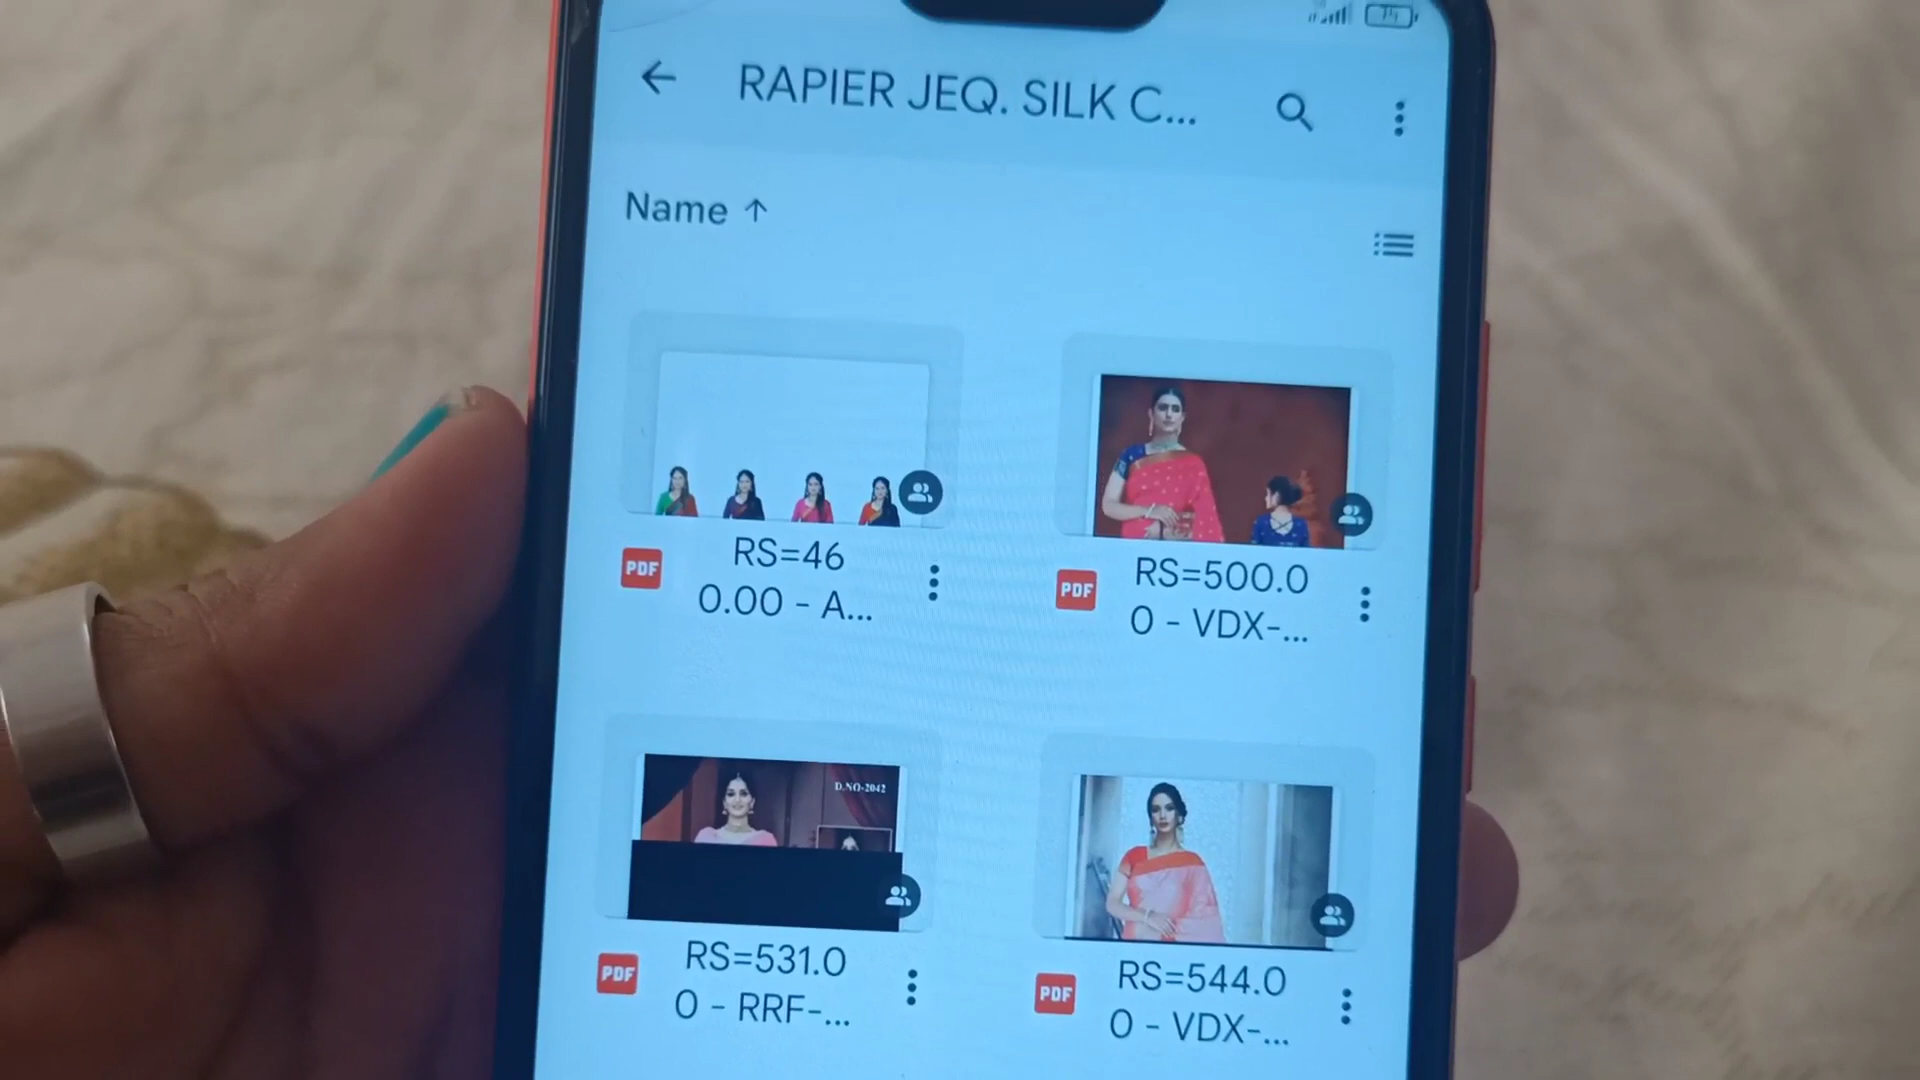 74
RAPIER JEQ. SILK C...
Name ↑
PDF
RS=46
0.00 - A...
PDF
RS=500.0
0 - VDX-...
D.NO-2042
PDF
RS=531.0
0 - RRF-...
PDF
RS=544.0
0 - VDX-...